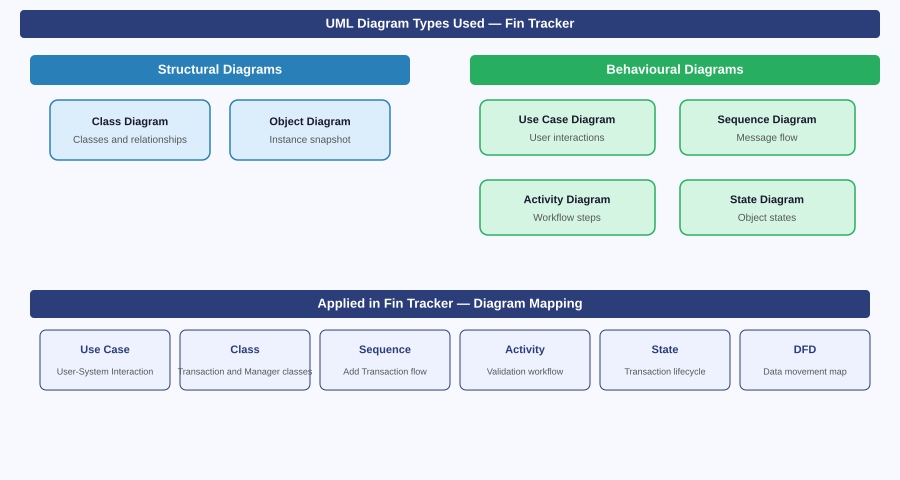 UML Diagram Types Used — Fin Tracker
Structural Diagrams
Class Diagram
Classes and relationships
Object Diagram
Instance snapshot
Behavioural Diagrams
Use Case Diagram
User interactions
Sequence Diagram
Message flow
Activity Diagram
Workflow steps
State Diagram
Object states
Applied in Fin Tracker — Diagram Mapping
Use Case
User-System Interaction
Class
Transaction and Manager classes
Sequence
Add Transaction flow
Activity
Validation workflow
State
Transaction lifecycle
DFD
Data movement map